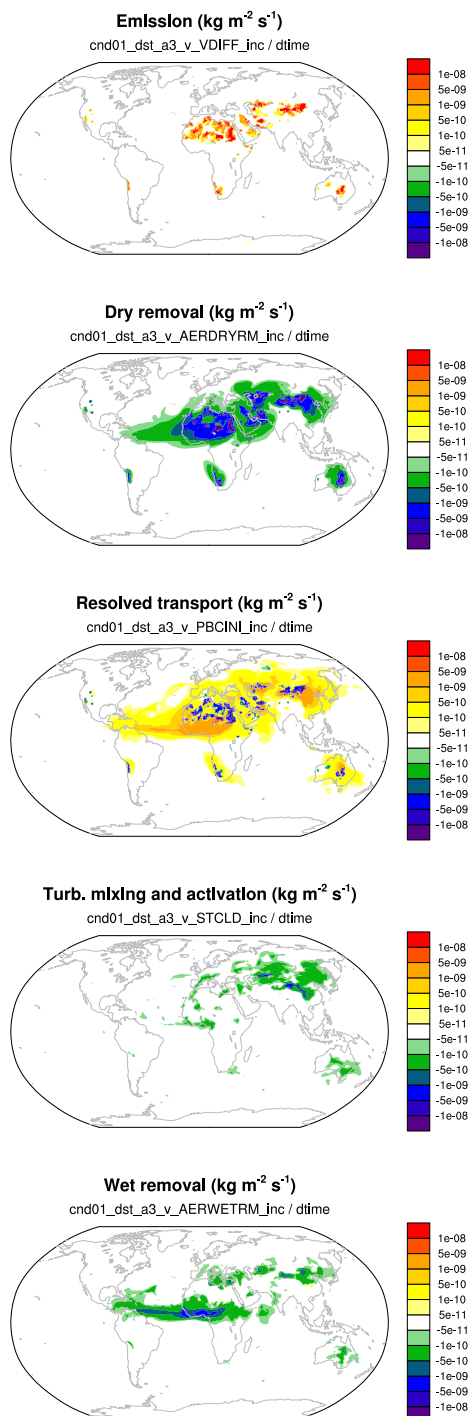 Emission (kg m⁻² s⁻¹)
cnd01_dst_a3_v_VDIFF_inc / dtime
1e-08
5e-09
1e-09
5e-10
1e-10
5e-11
-5e-11
-1e-10
-5e-10
-1e-09
-5e-09
-1e-08
Dry removal (kg m⁻² s⁻¹)
cnd01_dst_a3_v_AERDRYRM_inc / dtime
1e-08
5e-09
1e-09
5e-10
1e-10
5e-11
-5e-11
-1e-10
-5e-10
-1e-09
-5e-09
-1e-08
Resolved transport (kg m⁻² s⁻¹)
cnd01_dst_a3_v_PBCINI_inc / dtime
1e-08
5e-09
1e-09
5e-10
1e-10
5e-11
-5e-11
-1e-10
-5e-10
-1e-09
-5e-09
-1e-08
Turb. mixing and activation (kg m⁻² s⁻¹)
cnd01_dst_a3_v_STCLD_inc / dtime
1e-08
5e-09
1e-09
5e-10
1e-10
5e-11
-5e-11
-1e-10
-5e-10
-1e-09
-5e-09
-1e-08
Wet removal (kg m⁻² s⁻¹)
cnd01_dst_a3_v_AERWETRM_inc / dtime
1e-08
5e-09
1e-09
5e-10
1e-10
5e-11
-5e-11
-1e-10
-5e-10
-1e-09
-5e-09
-1e-08